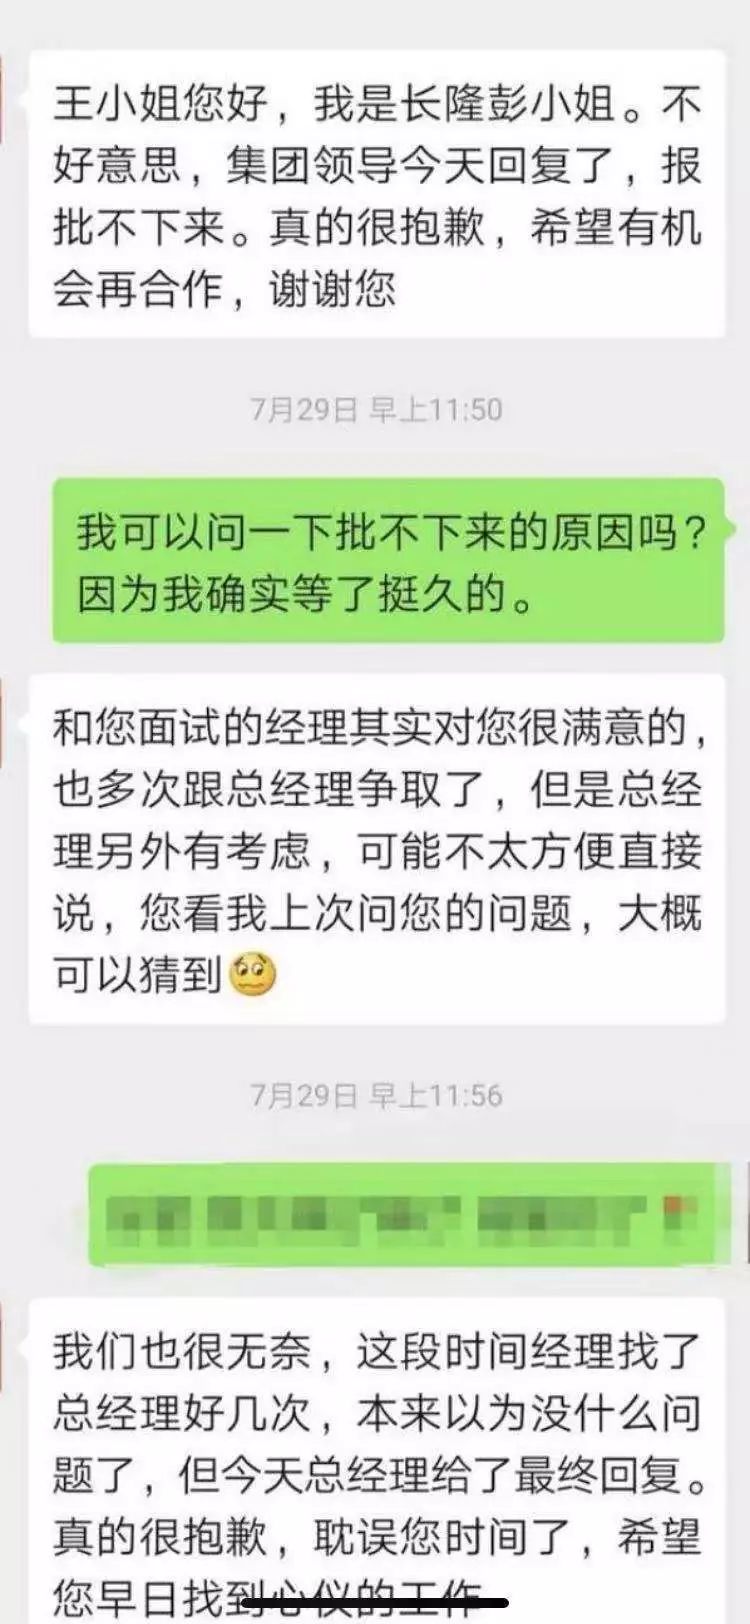 王小姐您好，我是长隆彭小姐。不
好意思，集团领导今天回复了，报
批不下来。真的很抱歉，希望有机
会再合作，谢谢您
7月29日 早上11:50
我可以问一下批不下来的原因吗？
因为我确实等了挺久的。
和您面试的经理其实对您很满意的，
也多次跟总经理争取了，但是总经
理另外有考虑，可能不太方便直接
说，您看我上次问您的问题，大概
可以猜到
7月29日 早上11:56
我们也很无奈，这段时间经理找了
总经理好几次，本来以为没什么问
题了，但今天总经理给了最终回复。
真的很抱歉，耽误您时间了，希望
您早日找到心仪的工作